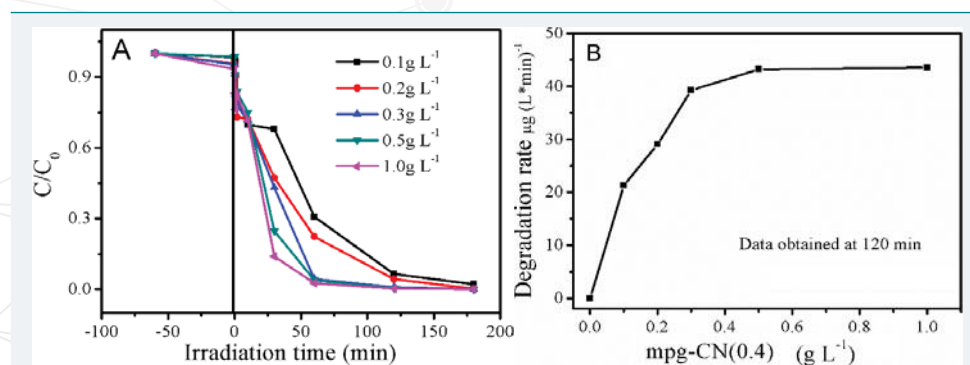 A
0.1g L⁻¹
0.2g L⁻¹
0.3g L⁻¹
0.5g L⁻¹
1.0g L⁻¹
C/C₀
0.9
0.6
0.3
0.0
-100 -50 0 50 100 150 200
Irradiation time (min)
B
Degradation rate µg (L*min)⁻¹
50
40
30
20
10
0
Data obtained at 120 min
0.0 0.2 0.4 0.6 0.8 1.0
mpg-CN(0.4) (g L⁻¹)